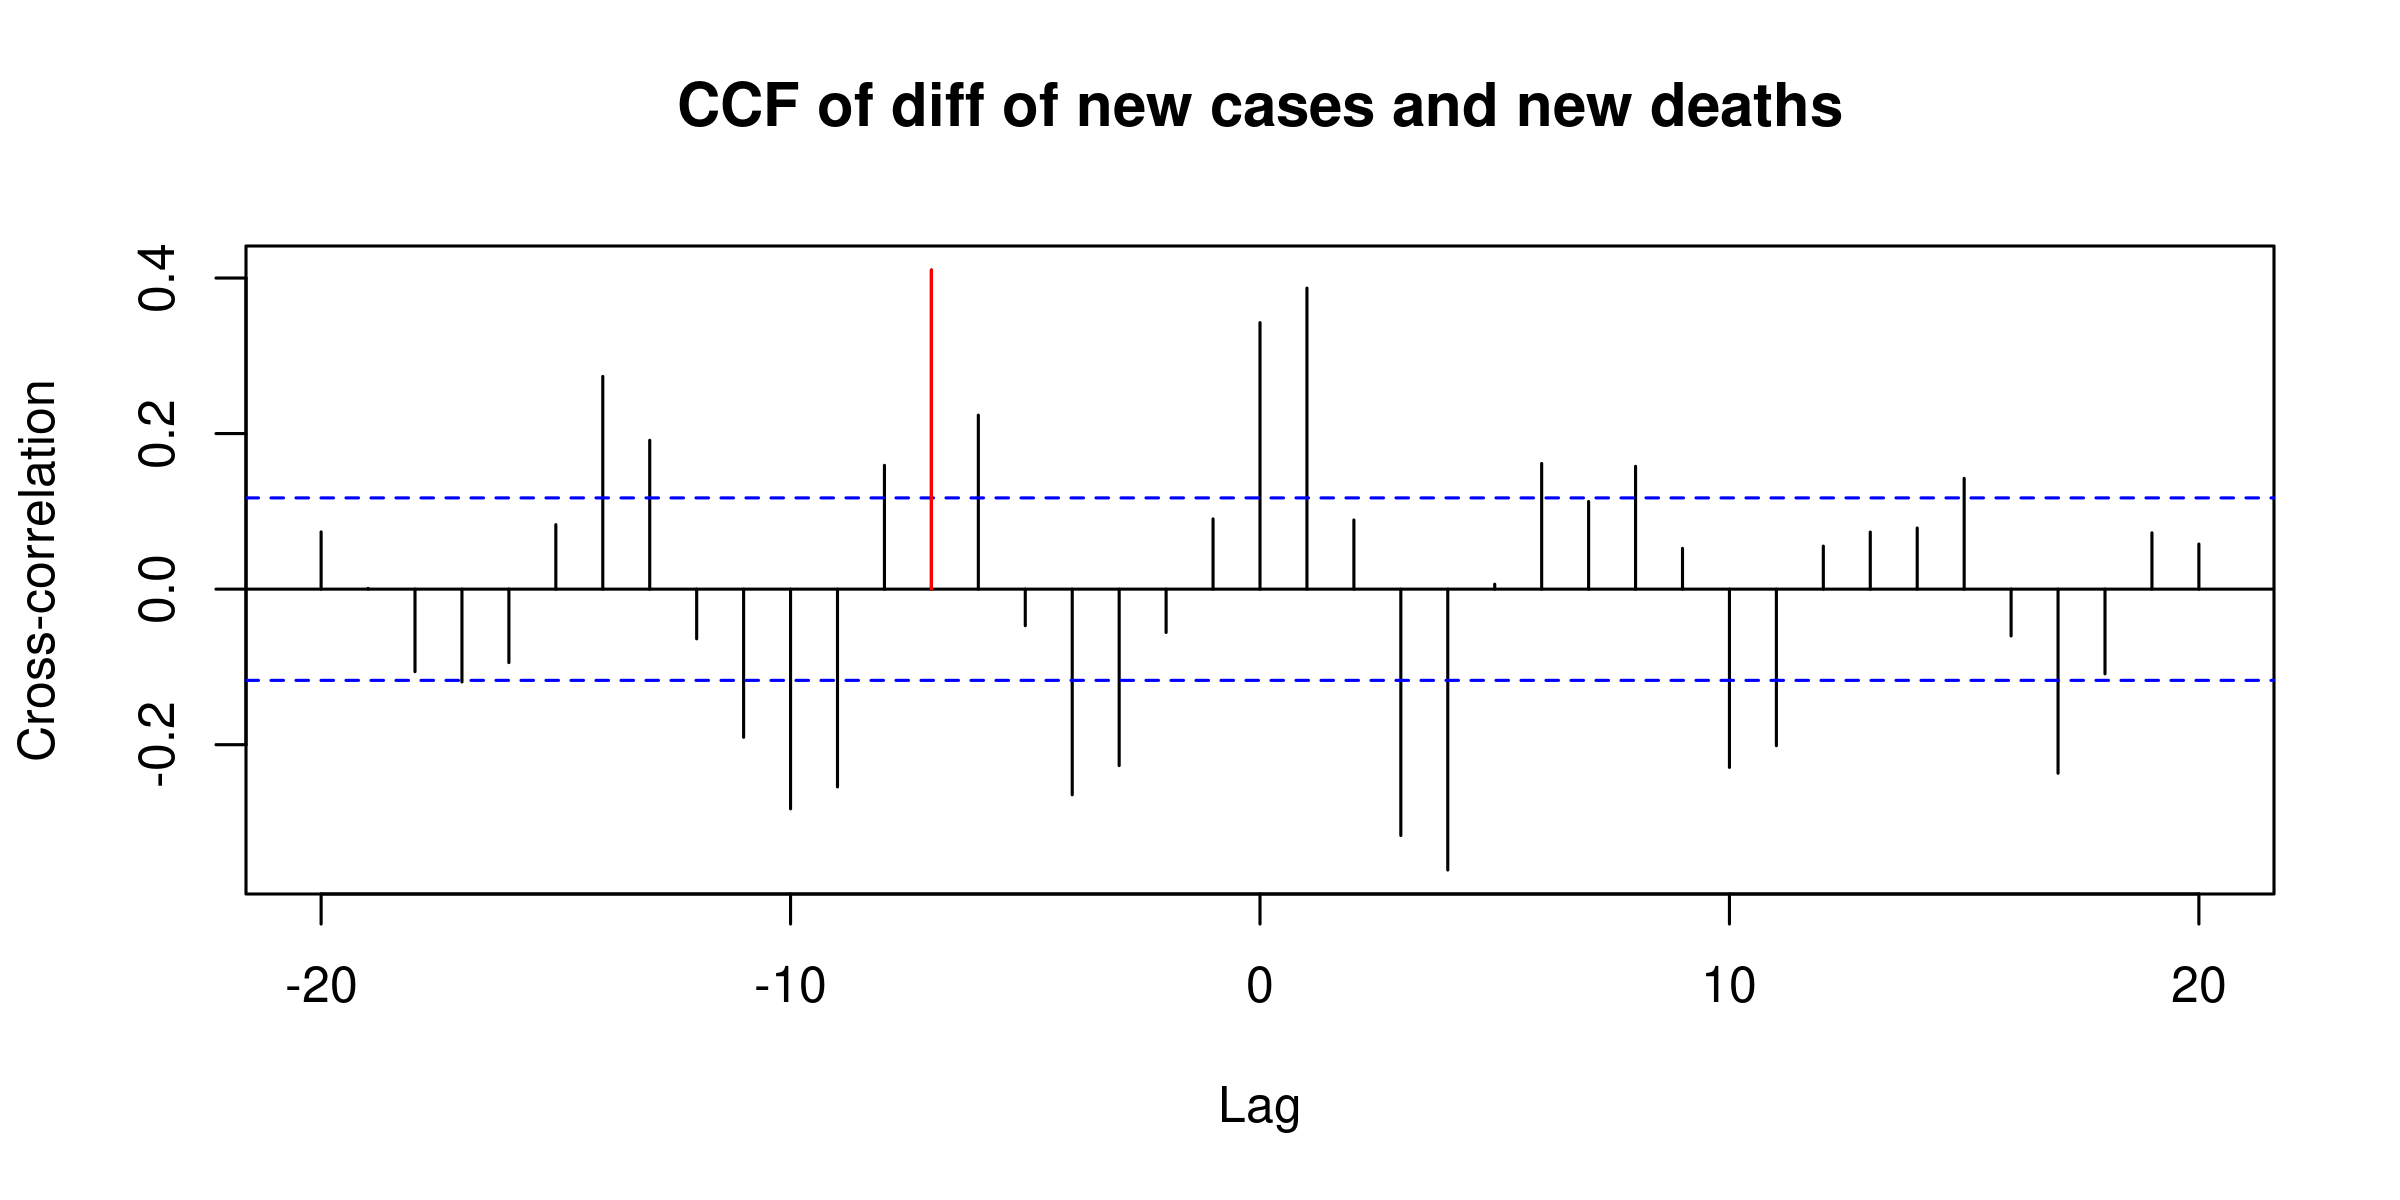 CCF of diff of new cases and new deaths
Cross-correlation
0.4
0.2
0.0
-0.2
-20 -10 0 10 20
Lag